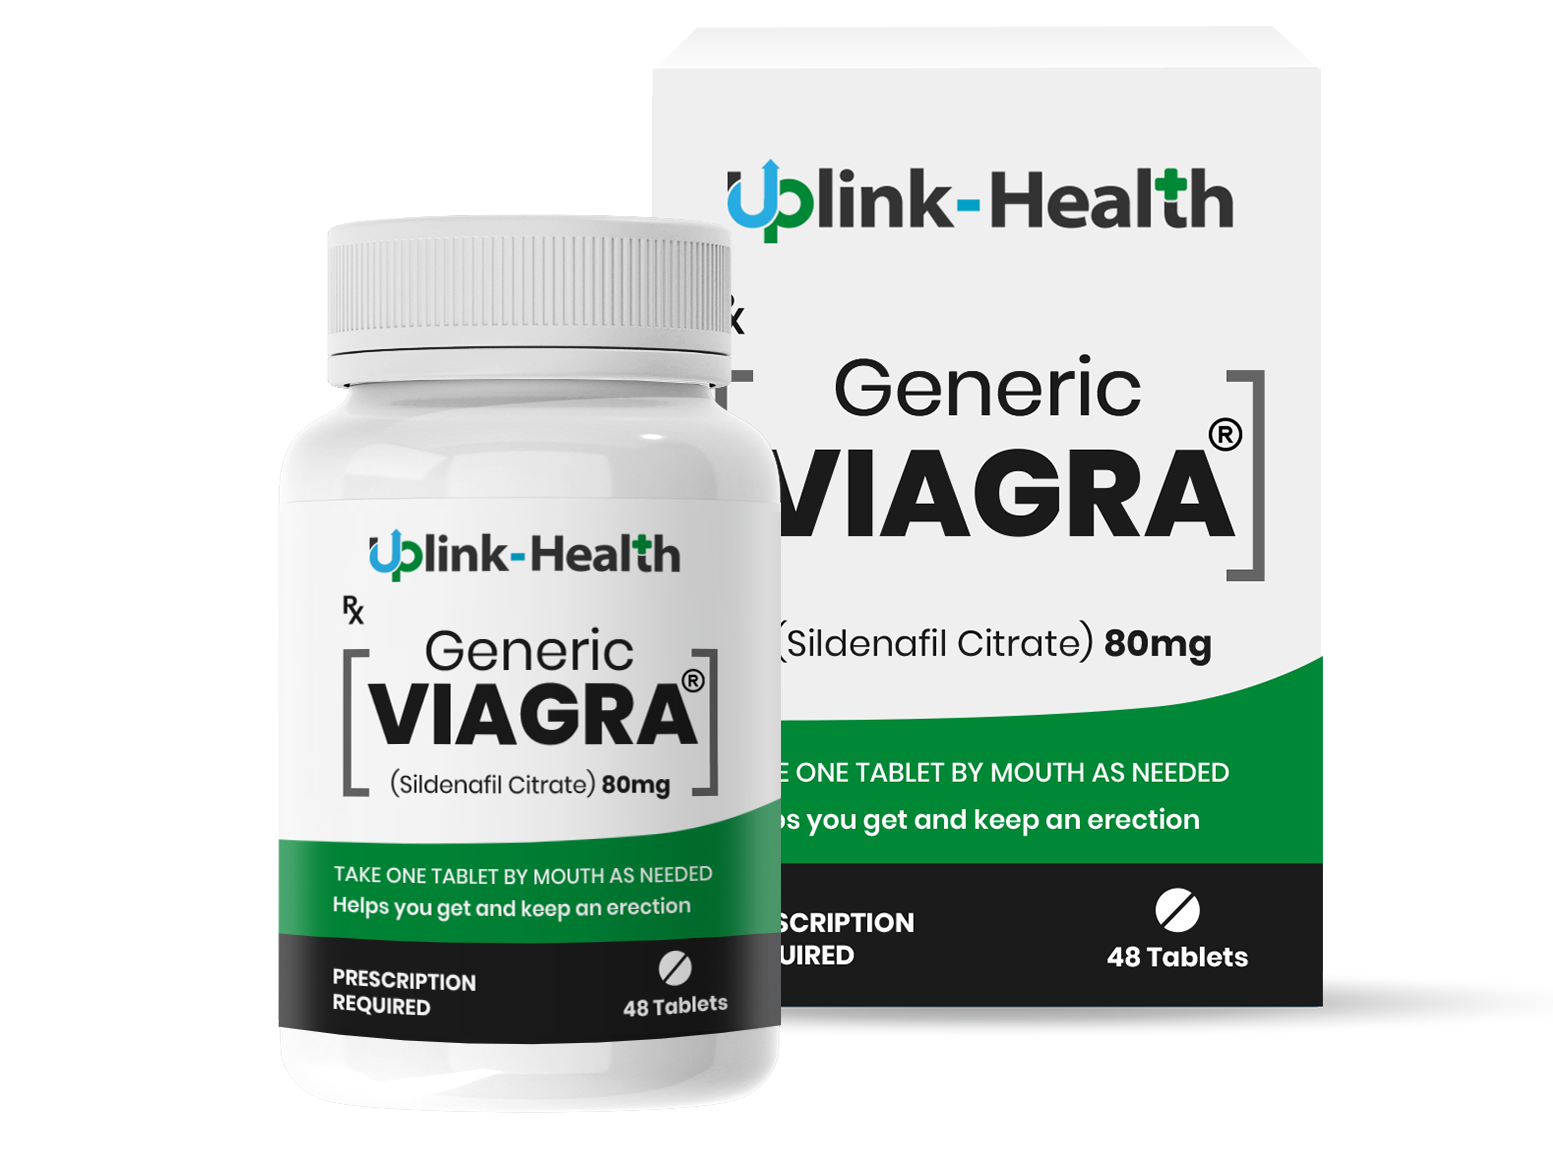 Uplink-Health
Rx
Generic
VIAGRA®
(Sildenafil Citrate) 80mg
TAKE ONE TABLET BY MOUTH AS NEEDED
Helps you get and keep an erection
PRESCRIPTION
REQUIRED
48 Tablets
Uplink-Health
Generic
VIAGRA®
(Sildenafil Citrate) 80mg
ONE TABLET BY MOUTH AS NEEDED
you get and keep an erection
48 Tablets